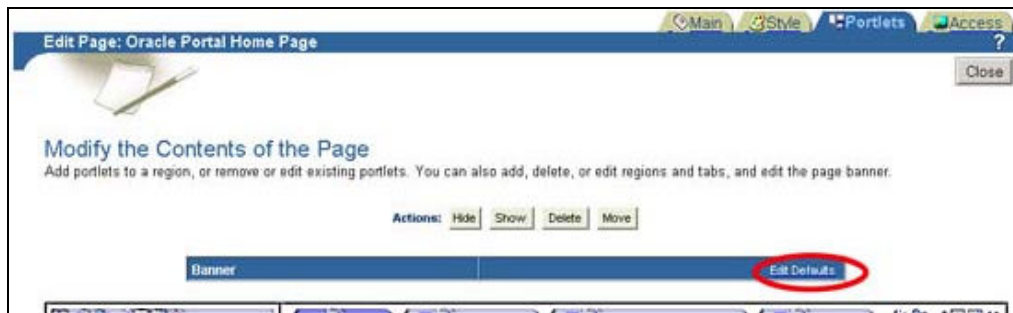 Main Style Portlets Access
Edit Page: Oracle Portal Home Page ?
Close
Modify the Contents of the Page
Add portlets to a region, or remove or edit existing portlets. You can also add, delete, or edit regions and tabs, and edit the page banner.
Actions: Hide Show Delete Move
Banner Edit Defaults